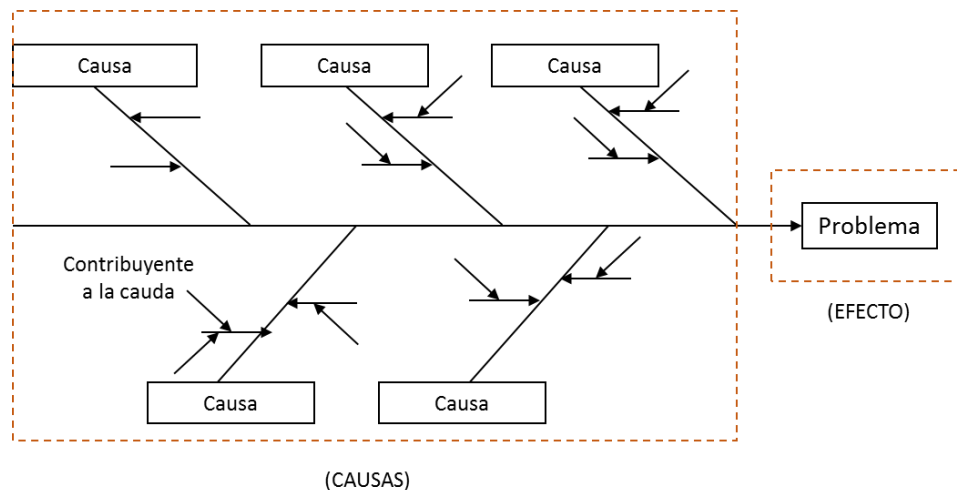 Causa
Causa
Causa
Problema
Contribuyente
a la cauda
(EFECTO)
Causa
Causa
(CAUSAS)